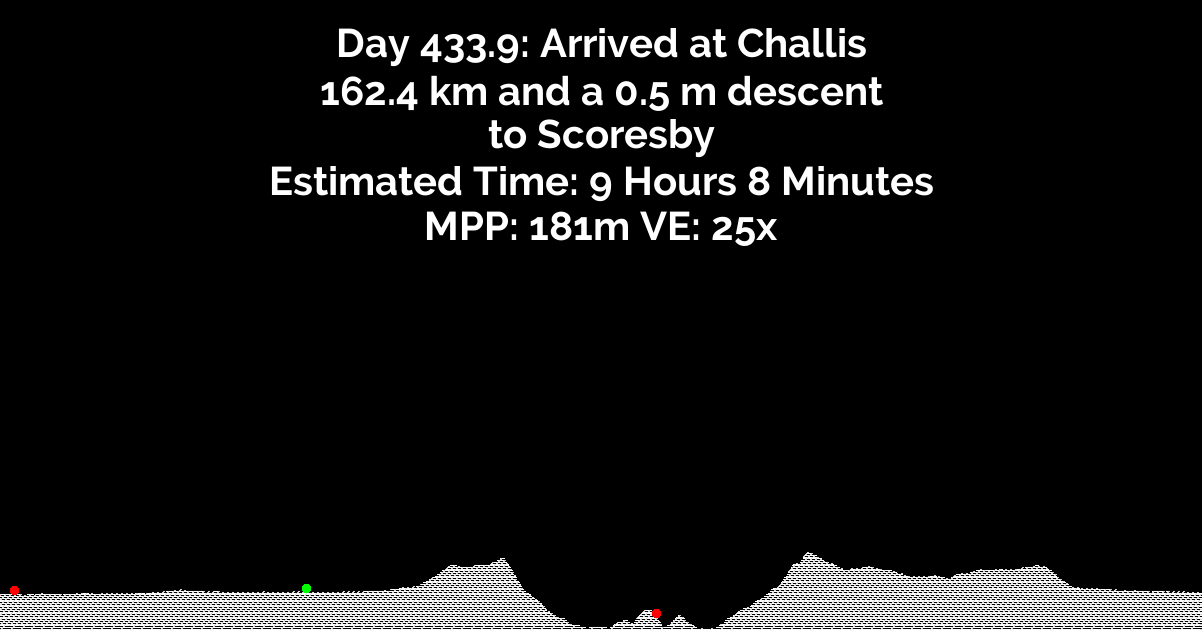 Day 433.9: Arrived at Challis
162.4 km and a 0.5 m descent
to Scoresby
Estimated Time: 9 Hours 8 Minutes
MPP: 181m VE: 25x